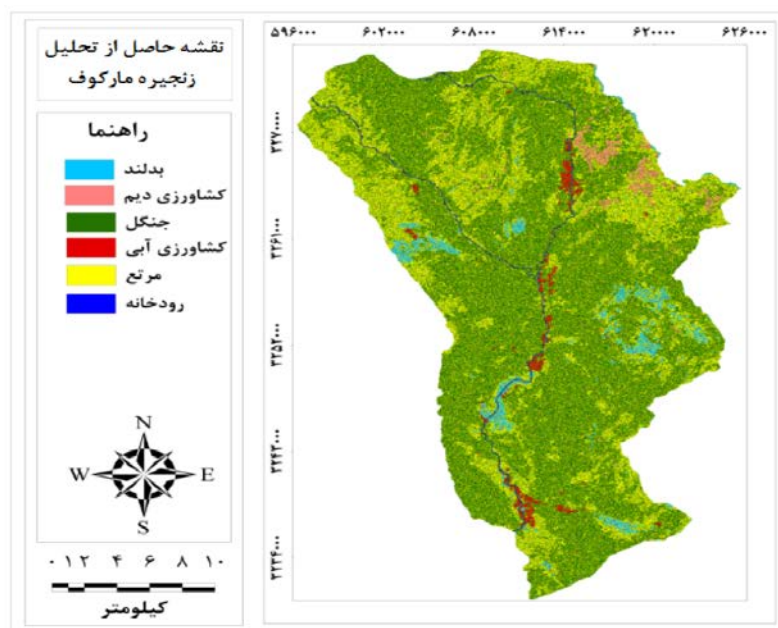 نقشه حاصل از تحلیل
زنجیره مارکوف
راهنما
بدلند
کشاورزی دیم
جنگل
کشاورزی آبی
مرتع
رودخانه
N
W E
S
۰ ۱ ۲ ۴ ۶ ۸ ۱۰
کیلومتر
۵۹۶۰۰۰ ۶۰۲۰۰۰ ۶۰۸۰۰۰ ۶۱۴۰۰۰ ۶۲۰۰۰۰ ۶۲۶۰۰۰
۳۲۷۰۰۰۰
۳۲۶۱۰۰۰
۳۲۵۲۰۰۰
۳۲۴۳۰۰۰
۳۲۳۴۰۰۰